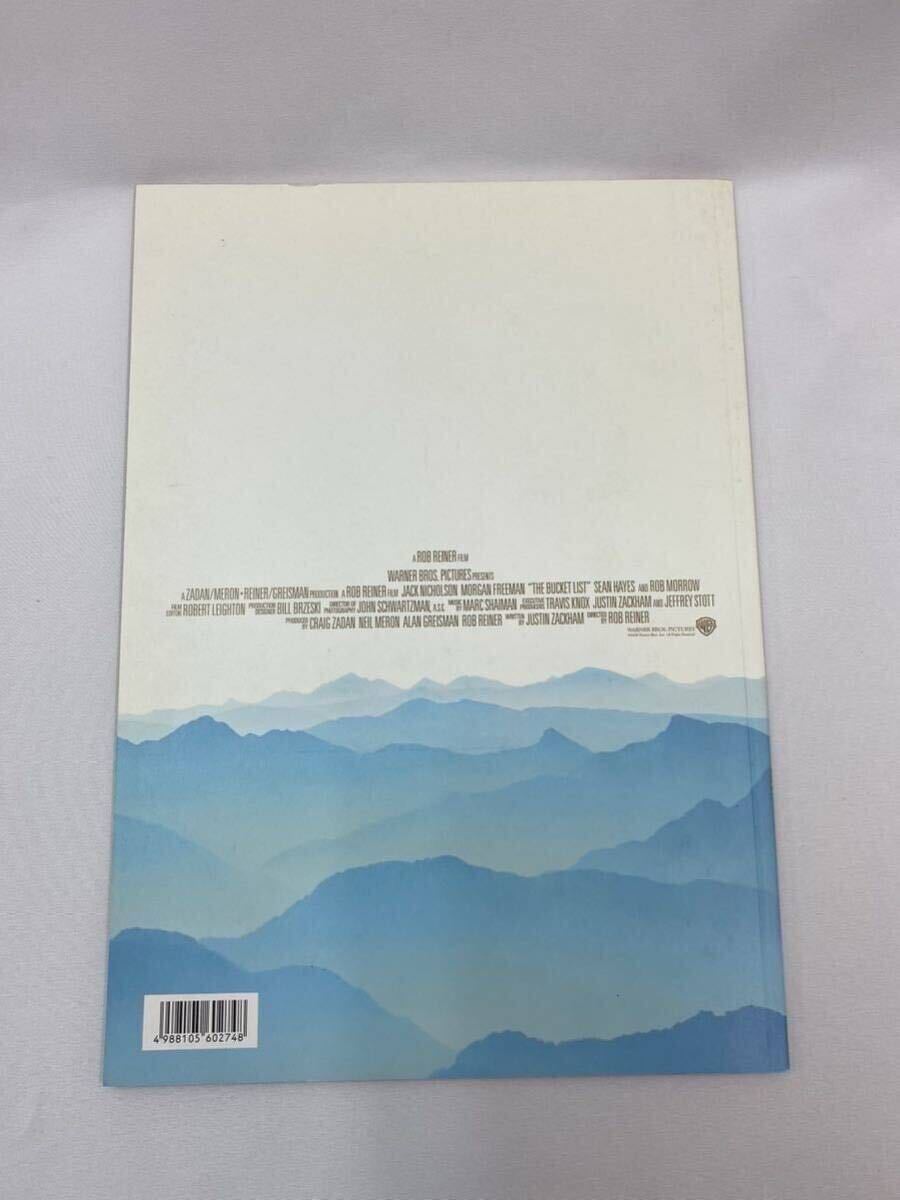 A ROB REINER FILM
WARNER BROS. PICTURES PRESENTS
A ZADAN/MERON • REINER/GREISMAN PRODUCTION A ROB REINER FILM JACK NICHOLSON MORGAN FREEMAN "THE BUCKET LIST" SEAN HAYES AND ROB MORROW
FILM EDITOR ROBERT LEIGHTON PRODUCTION DESIGNER BILL BRZESKI DIRECTOR OF PHOTOGRAPHY JOHN SCHWARTZMAN, A.S.C. MUSIC BY MARC SHAIMAN EXECUTIVE PRODUCERS TRAVIS KNOX JUSTIN ZACKHAM AND JEFFREY STOTT
PRODUCED BY CRAIG ZADAN NEIL MERON ALAN GREISMAN ROB REINER WRITTEN BY JUSTIN ZACKHAM DIRECTED BY ROB REINER
WARNER BROS. PICTURES
4 988105 602748